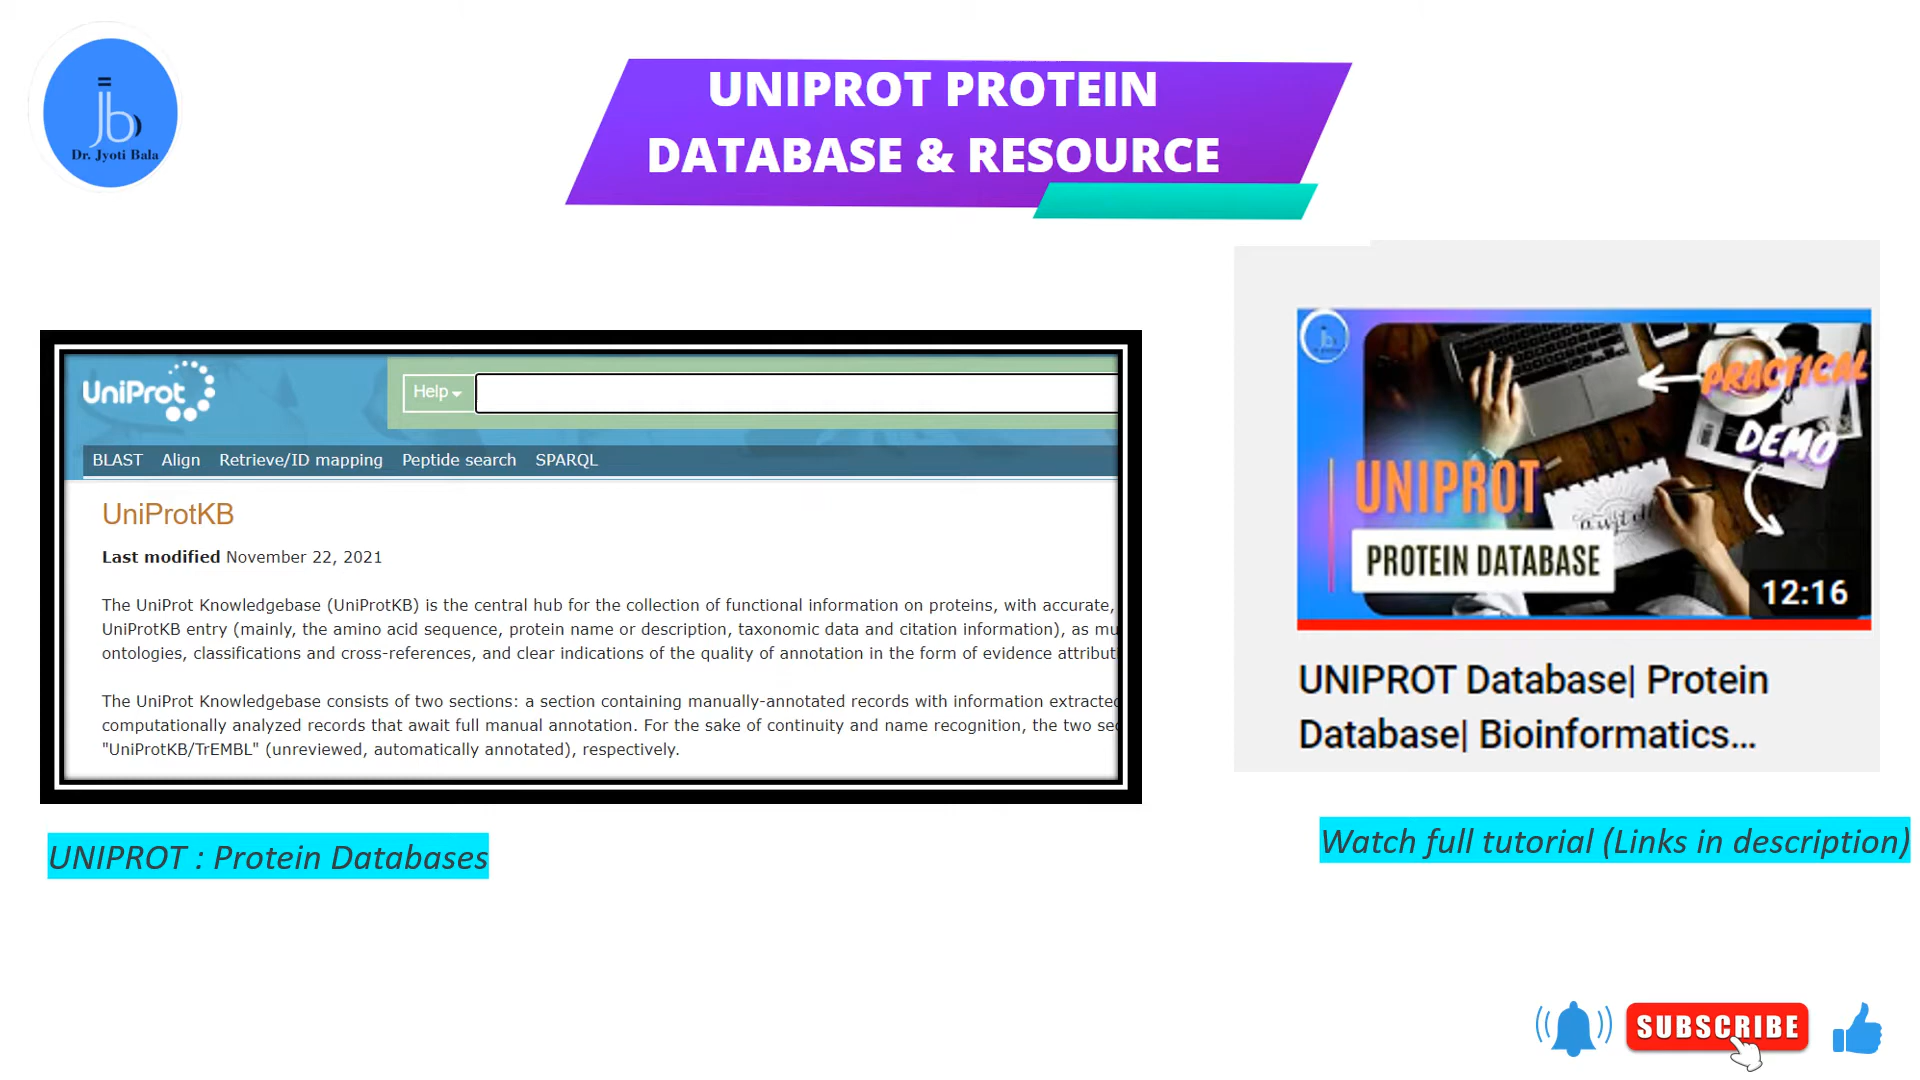 jb
Dr. Jyoti Bala
UNIPROT PROTEIN
DATABASE & RESOURCE
UniProt
Help
BLAST Align Retrieve/ID mapping Peptide search SPARQL
UniProtKB
Last modified November 22, 2021
The UniProt Knowledgebase (UniProtKB) is the central hub for the collection of functional information on proteins, with accurate,
UniProtKB entry (mainly, the amino acid sequence, protein name or description, taxonomic data and citation information), as mu
ontologies, classifications and cross-references, and clear indications of the quality of annotation in the form of evidence attribut
The UniProt Knowledgebase consists of two sections: a section containing manually-annotated records with information extracted
computationally analyzed records that await full manual annotation. For the sake of continuity and name recognition, the two sec
"UniProtKB/TrEMBL" (unreviewed, automatically annotated), respectively.
UNIPROT : Protein Databases
jb
PRACTICAL
DEMO
UNIPROT
PROTEIN DATABASE
12:16
UNIPROT Database| Protein
Database| Bioinformatics...
Watch full tutorial (Links in description)
SUBSCRIBE